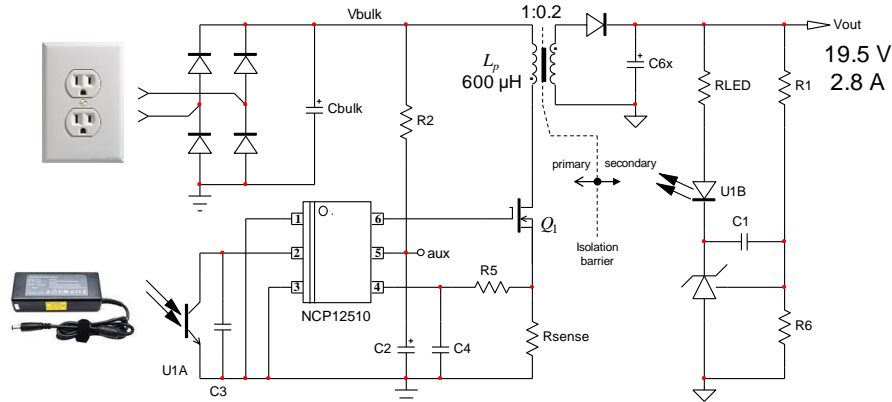 Vbulk
1:0.2
Vout
19.5 V
2.8 A
Lp
600 µH
C6x
RLED
R1
Cbulk
R2
primary
secondary
U1B
Q1
C1
Isolation
barrier
1
6
2
5
aux
3
4
R5
NCP12510
Rsense
R6
U1A
C3
C2
C4